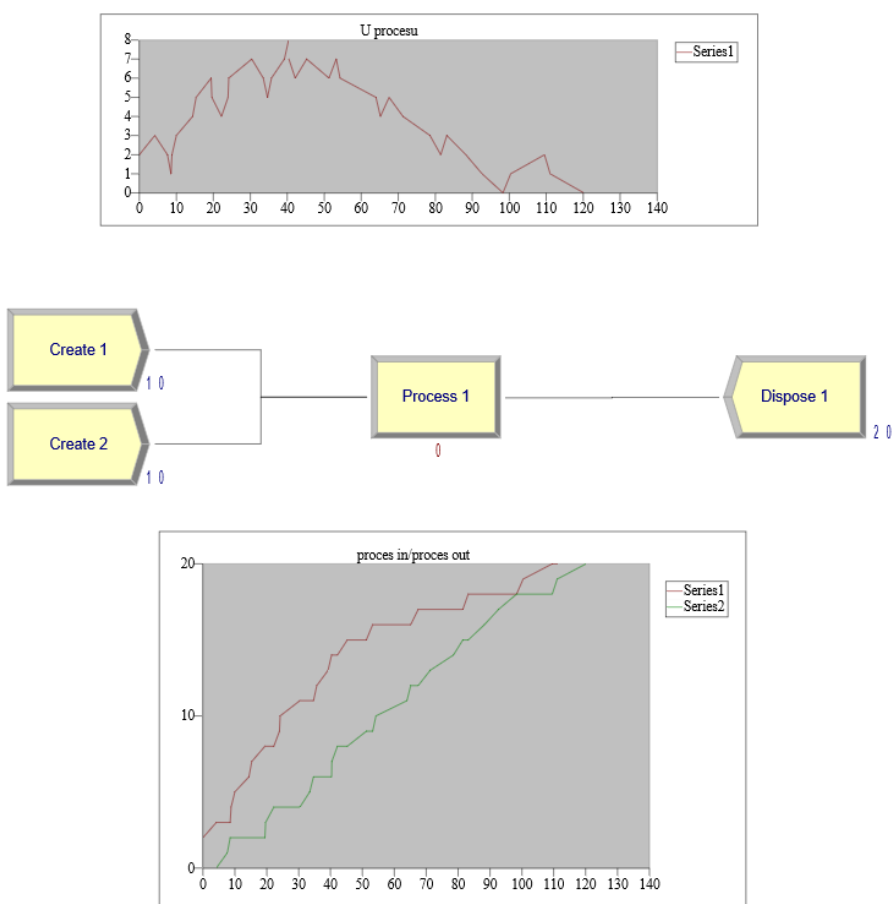 U procesu
Series1
8
7
6
5
4
3
2
1
0
0 10 20 30 40 50 60 70 80 90 100 110 120 130 140
Create 1
1 0
Create 2
1 0
Process 1
0
Dispose 1
2 0
proces in/proces out
Series1
Series2
20
10
0
0 10 20 30 40 50 60 70 80 90 100 110 120 130 140